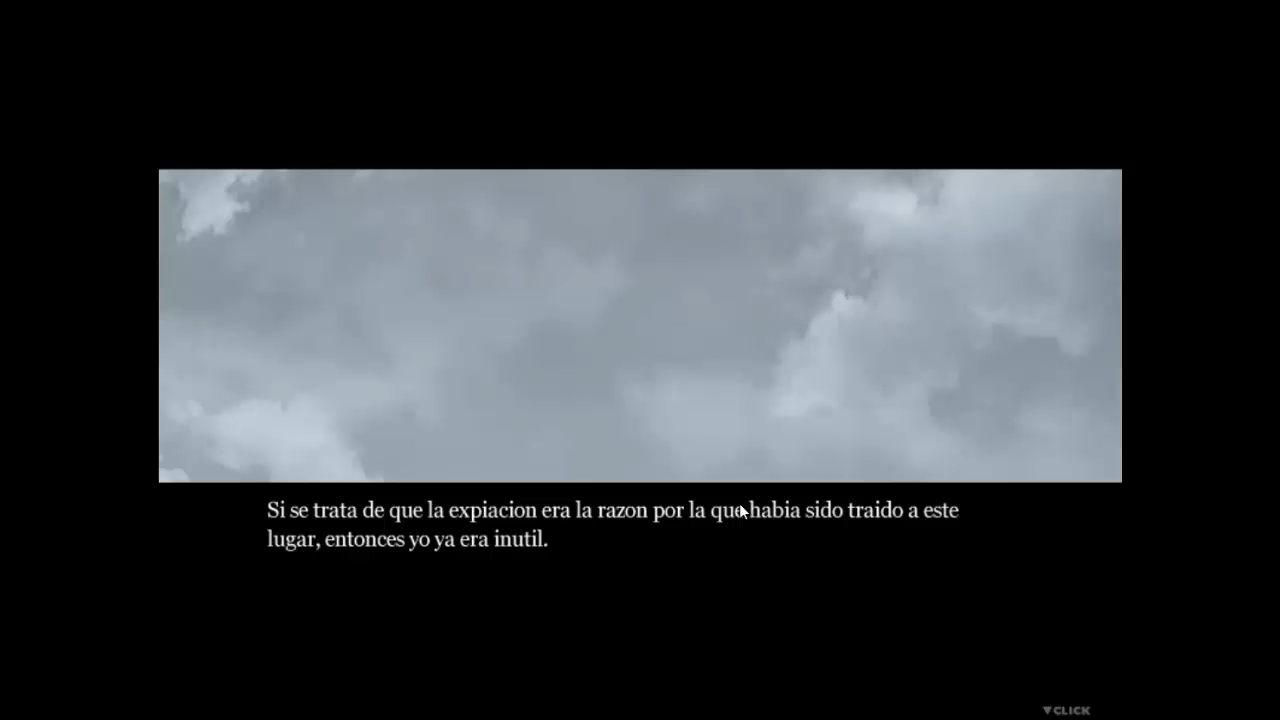 Si se trata de que la expiacion era la razon por la que habia sido traido a este
lugar, entonces yo ya era inutil.
▼CLICK